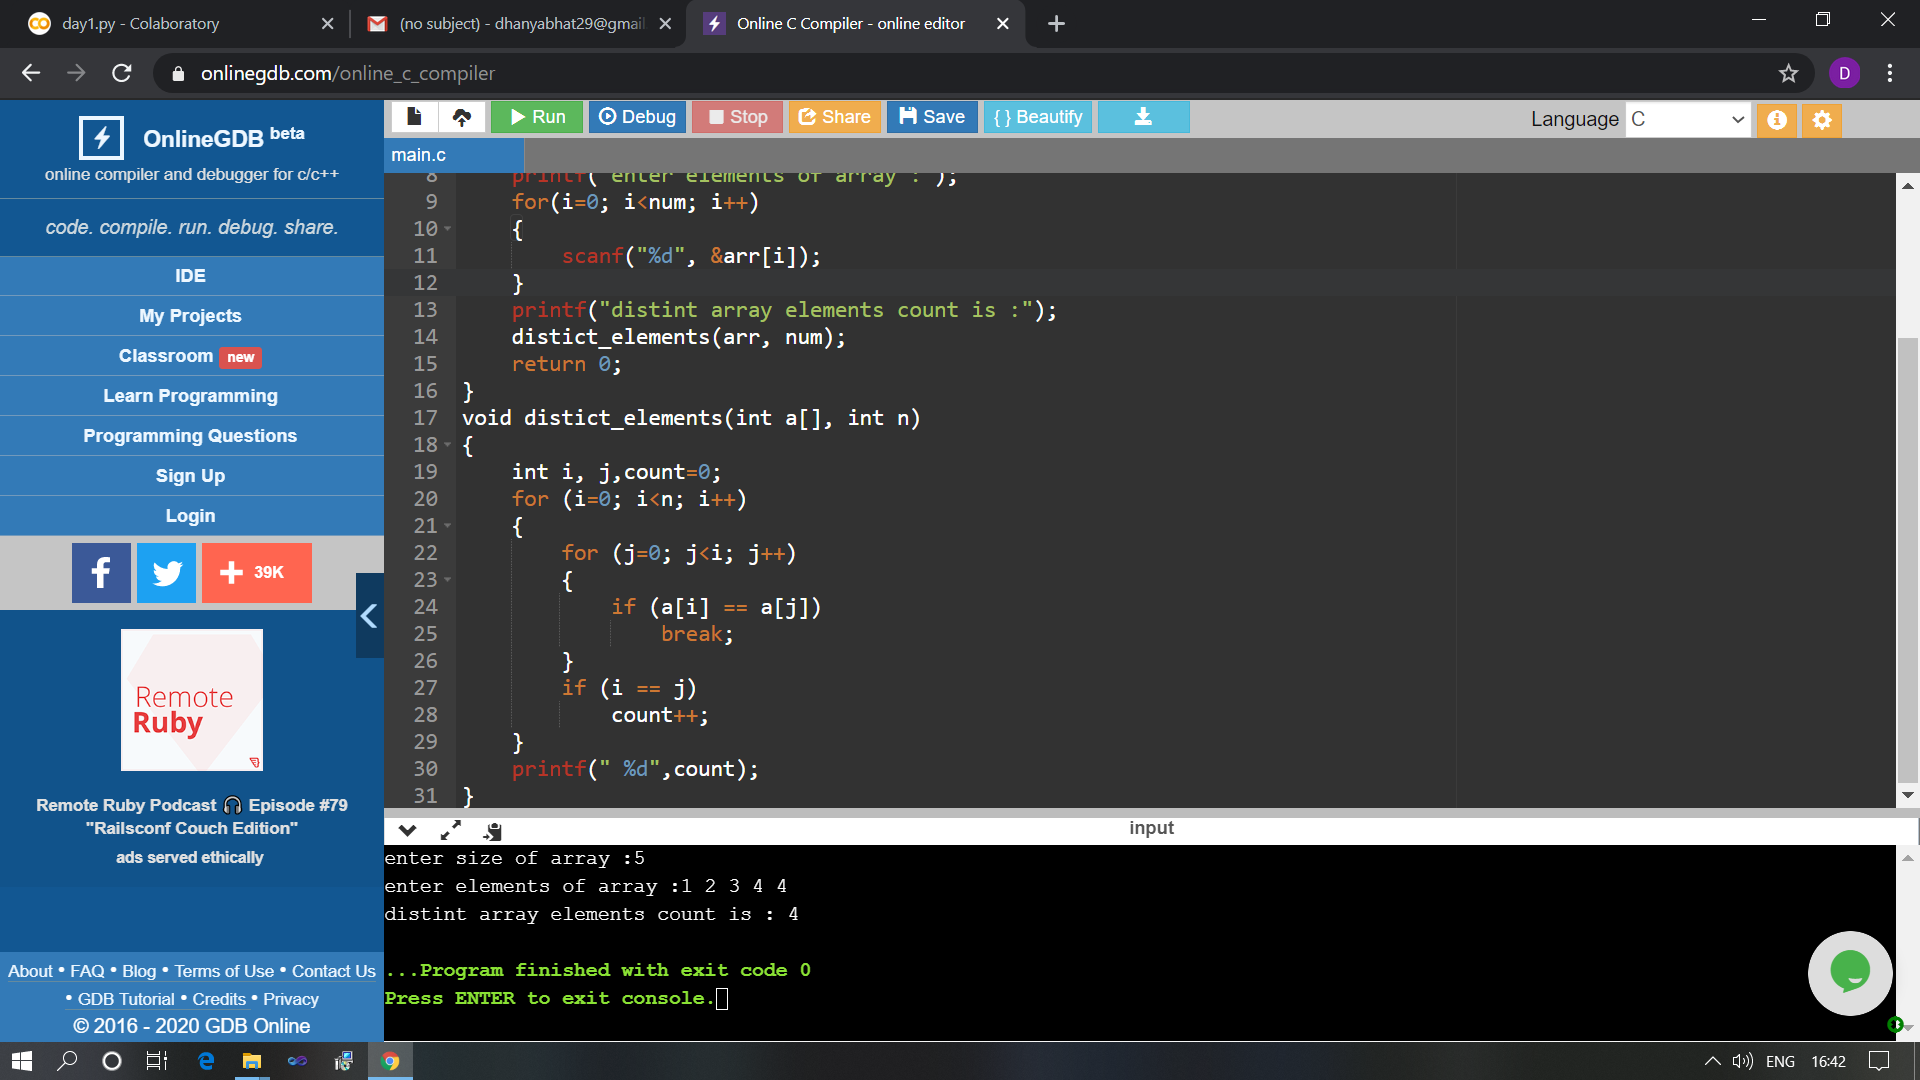 day1.py - Colaboratory
(no subject) - dhanyabhat29@gmail
Online C Compiler - online editor
onlinegdb.com/online_c_compiler
D
OnlineGDB beta
online compiler and debugger for c/c++
code. compile. run. debug. share.
IDE
My Projects
Classroom new
Learn Programming
Programming Questions
Sign Up
Login
39K
Remote
Ruby
Remote Ruby Podcast 🎧 Episode #79
"Railsconf Couch Edition"
ads served ethically
About • FAQ • Blog • Terms of Use • Contact Us
• GDB Tutorial • Credits • Privacy
© 2016 - 2020 GDB Online
Run
Debug
Stop
Share
Save
{ } Beautify
Language C
main.c
8 printf("enter elements of array :");
9 for(i=0; i<num; i++)
10 {
11 scanf("%d", &arr[i]);
12 }
13 printf("distint array elements count is :");
14 distict_elements(arr, num);
15 return 0;
16 }
17 void distict_elements(int a[], int n)
18 {
19 int i, j,count=0;
20 for (i=0; i<n; i++)
21 {
22 for (j=0; j<i; j++)
23 {
24 if (a[i] == a[j])
25 break;
26 }
27 if (i == j)
28 count++;
29 }
30 printf(" %d",count);
31 }
input
enter size of array :5
enter elements of array :1 2 3 4 4
distint array elements count is : 4
...Program finished with exit code 0
Press ENTER to exit console.
ENG
16:42